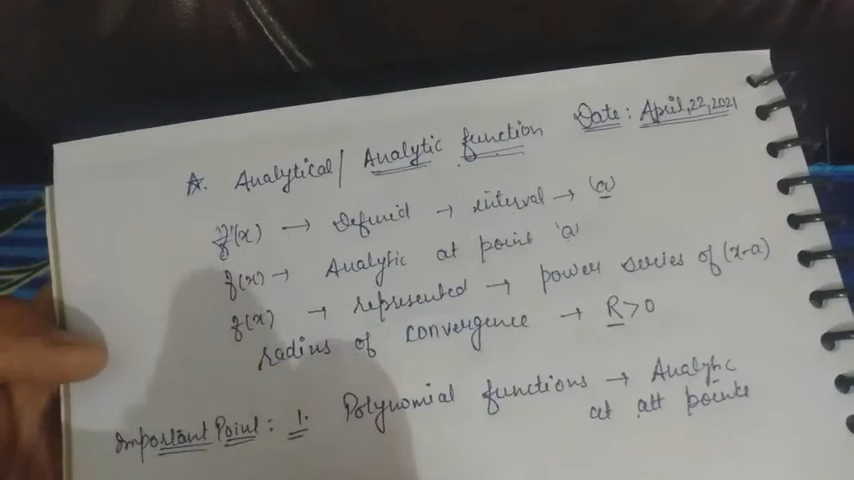 Date: April, 22, 2021
☆. Analytical/ Analytic function
"f"(x) → Defined → interval → 'a'
f(x) → Analytic at point 'a'
f(x) → represented → power series of (x-a)
radius of convergence → R>0
Important Point: 1. Polynomial functions → Analytic
at all points